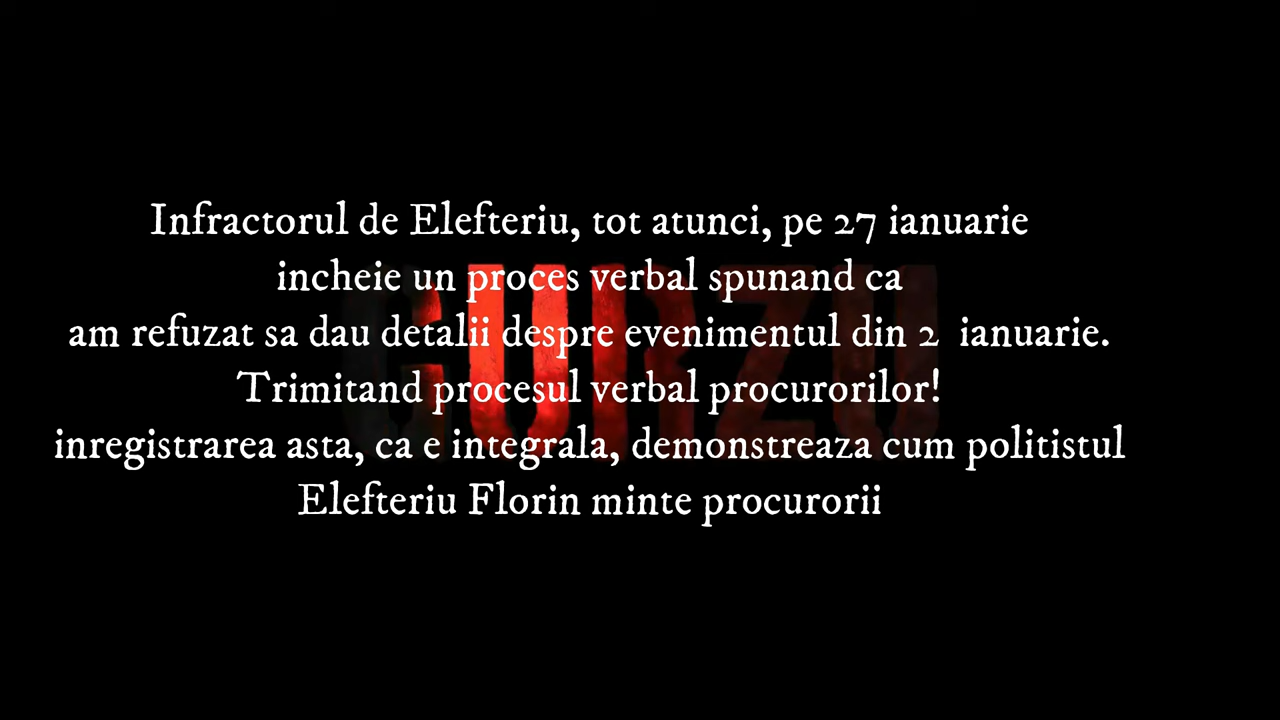 Infractorul de Elefteriu, tot atunci, pe 27 ianuarie
incheie un proces verbal spunand ca
am refuzat sa dau detalii despre evenimentul din 2 ianuarie.
Trimitand procesul verbal procurorilor!
inregistrarea asta, ca e integrala, demonstreaza cum politistul
Elefteriu Florin minte procurorii
CURZU